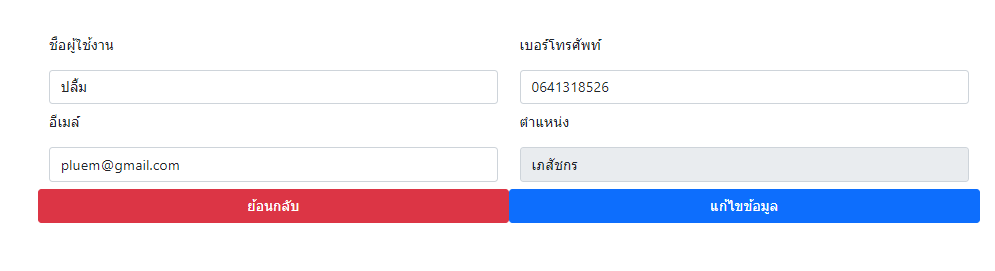 ชื่อผู้ใช้งาน
เบอร์โทรศัพท์
ปลื้ม
0641318526
อีเมล์
ตำแหน่ง
pluem@gmail.com
เภสัชกร
ย้อนกลับ
แก้ไขข้อมูล